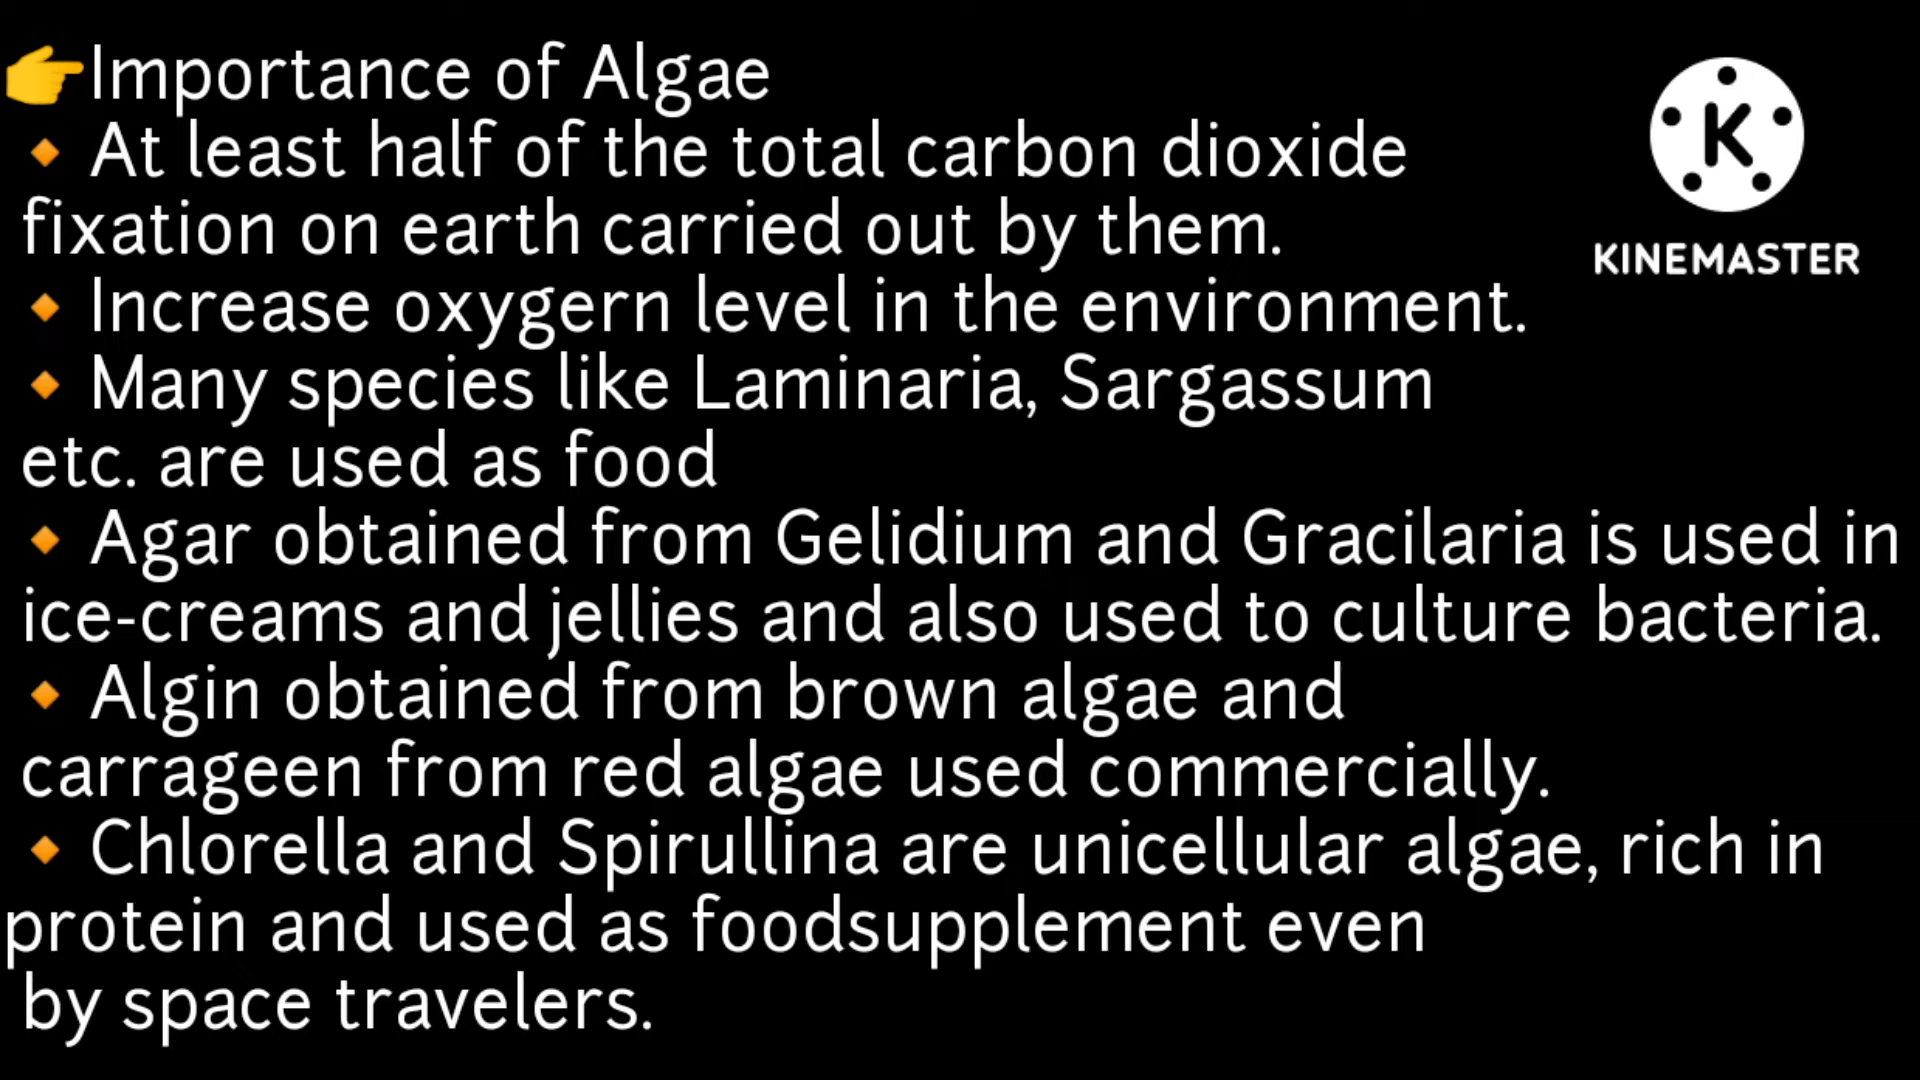 👉Importance of Algae
🔸 At least half of the total carbon dioxide
fixation on earth carried out by them.
🔸 Increase oxygern level in the environment.
🔸 Many species like Laminaria, Sargassum
etc. are used as food
🔸 Agar obtained from Gelidium and Gracilaria is used in
ice-creams and jellies and also used to culture bacteria.
🔸 Algin obtained from brown algae and
carrageen from red algae used commercially.
🔸 Chlorella and Spirullina are unicellular algae, rich in
protein and used as foodsupplement even
by space travelers.
K
KINEMASTER